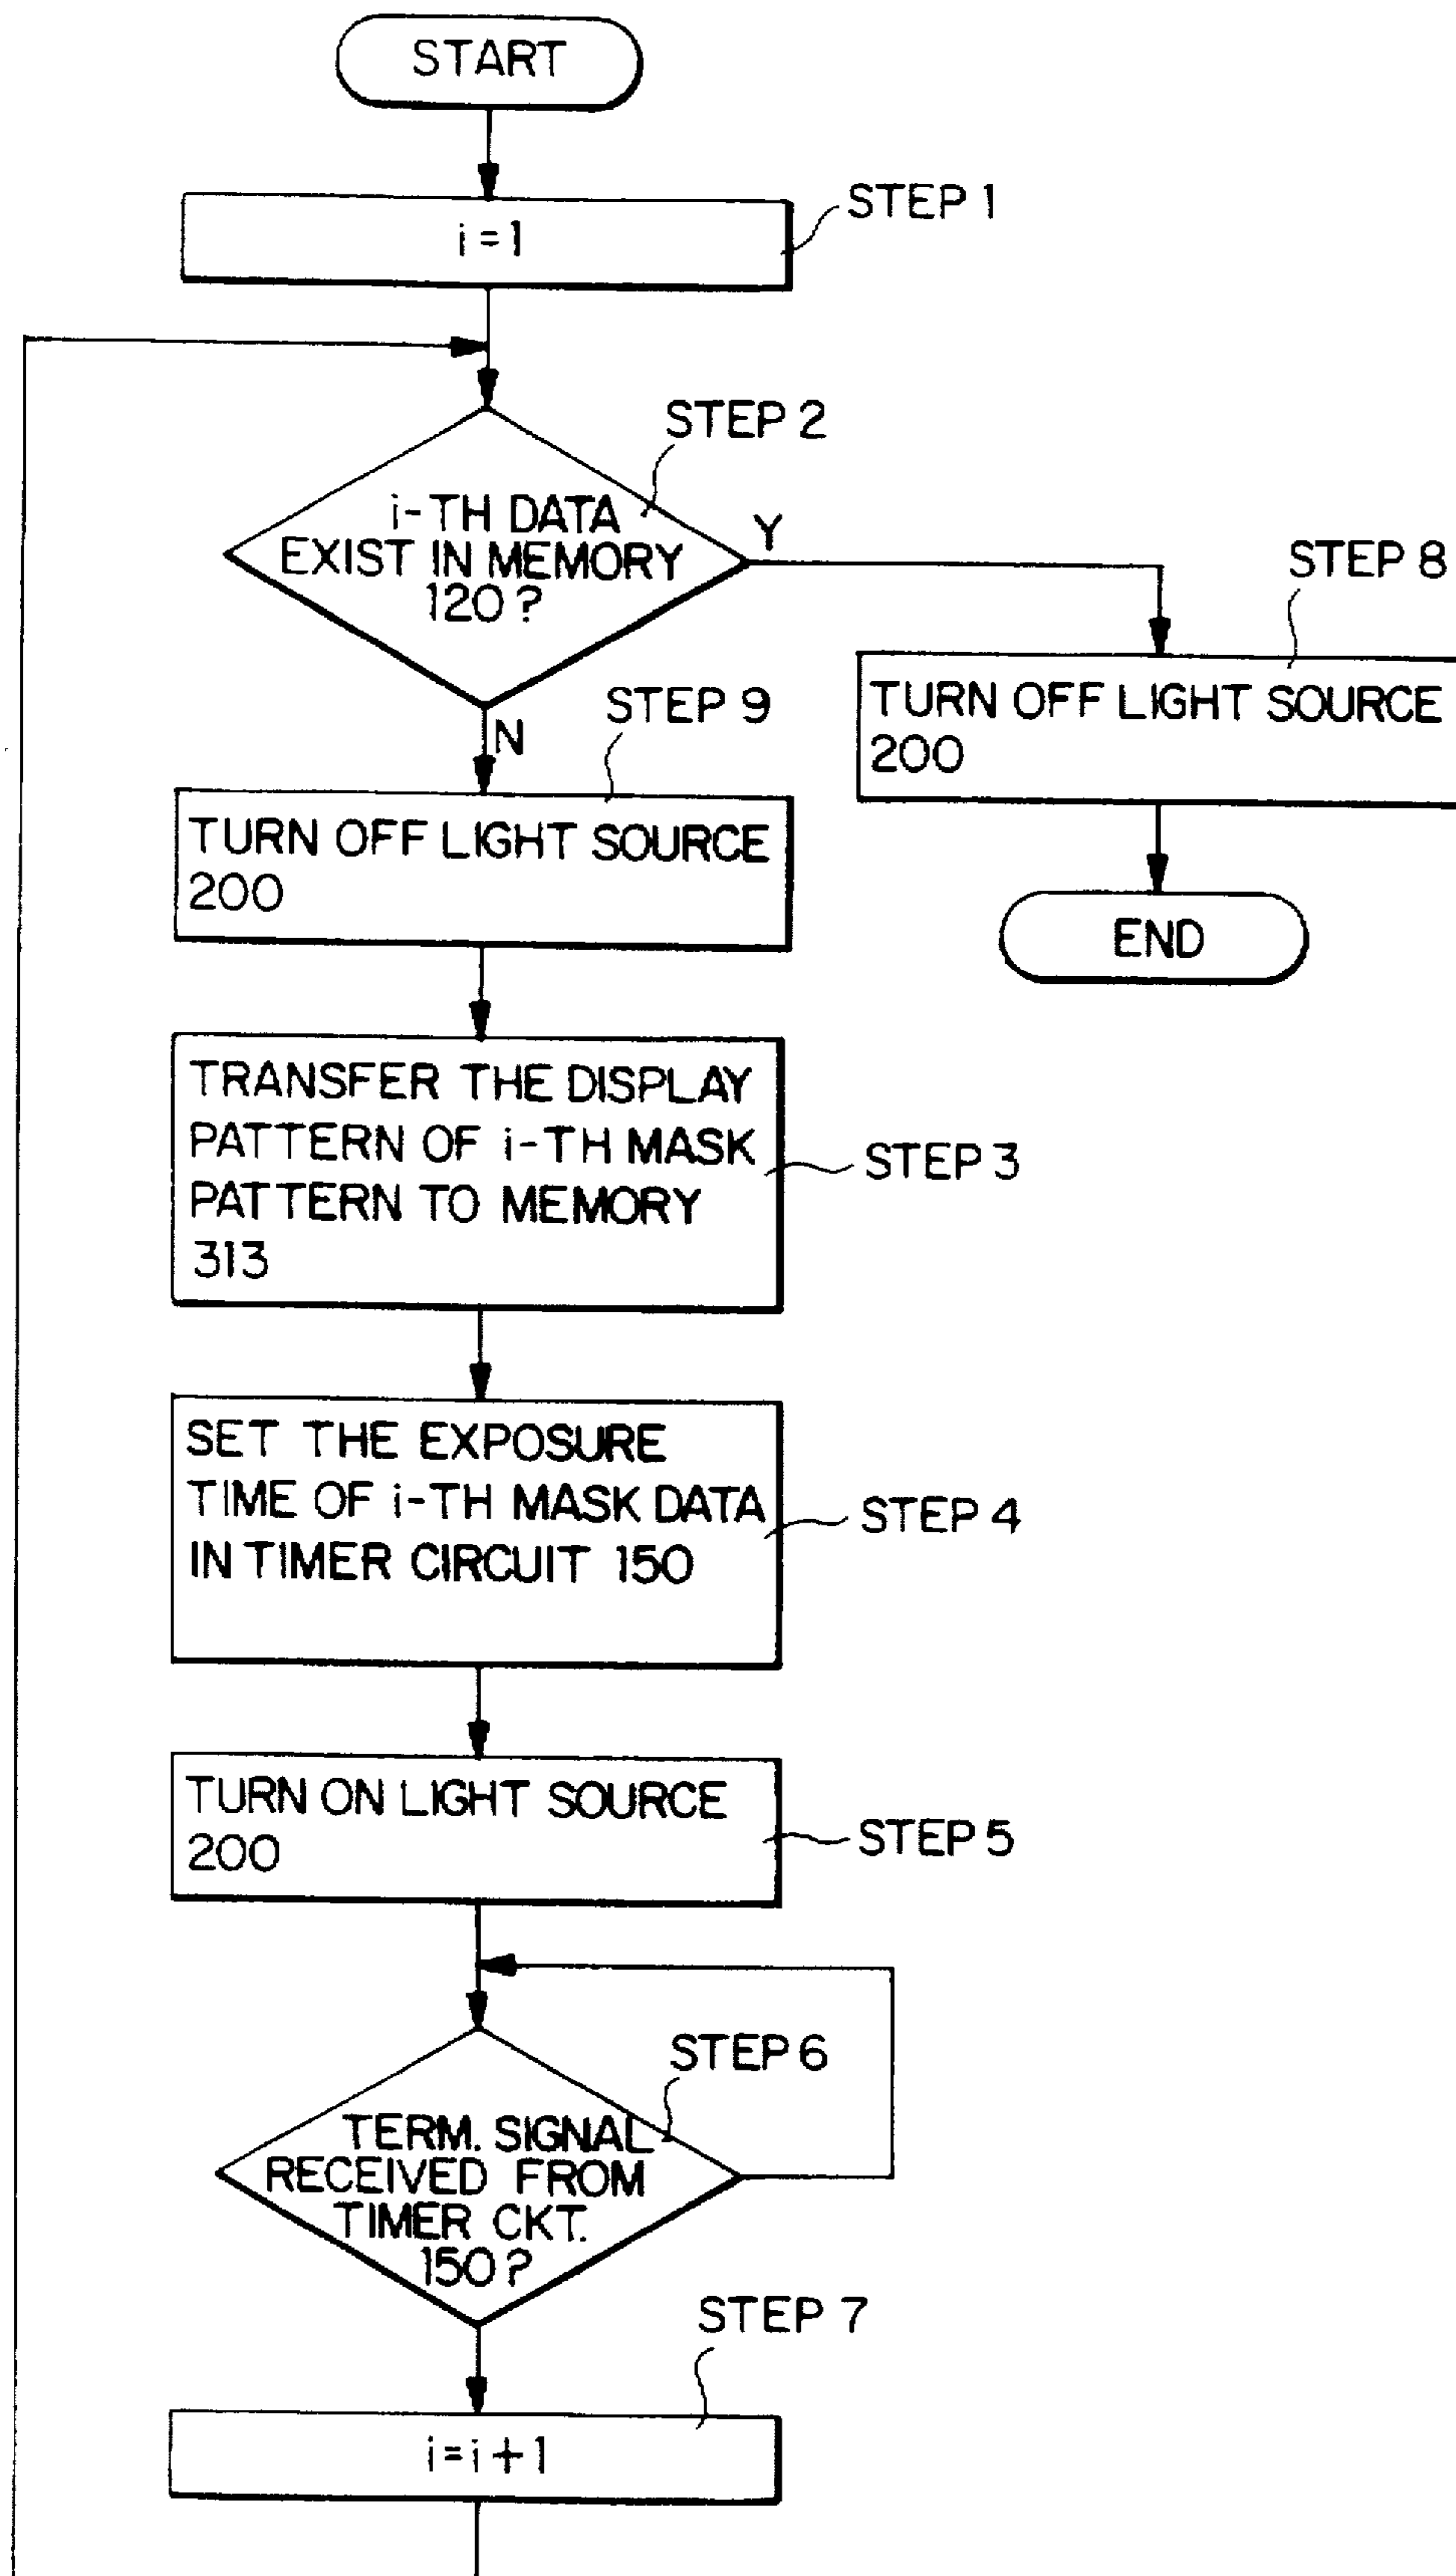 START
STEP 1
i=1
STEP 2
i-TH DATA
EXIST IN MEMORY
120?
Y
N
STEP 8
TURN OFF LIGHT SOURCE
200
END
STEP 9
TURN OFF LIGHT SOURCE
200
TRANSFER THE DISPLAY
PATTERN OF i-TH MASK
PATTERN TO MEMORY
313
STEP 3
SET THE EXPOSURE
TIME OF i-TH MASK DATA
IN TIMER CIRCUIT 150
STEP 4
TURN ON LIGHT SOURCE
200
STEP 5
STEP 6
TERM. SIGNAL
RECEIVED FROM
TIMER CKT.
150?
STEP 7
i=i+1